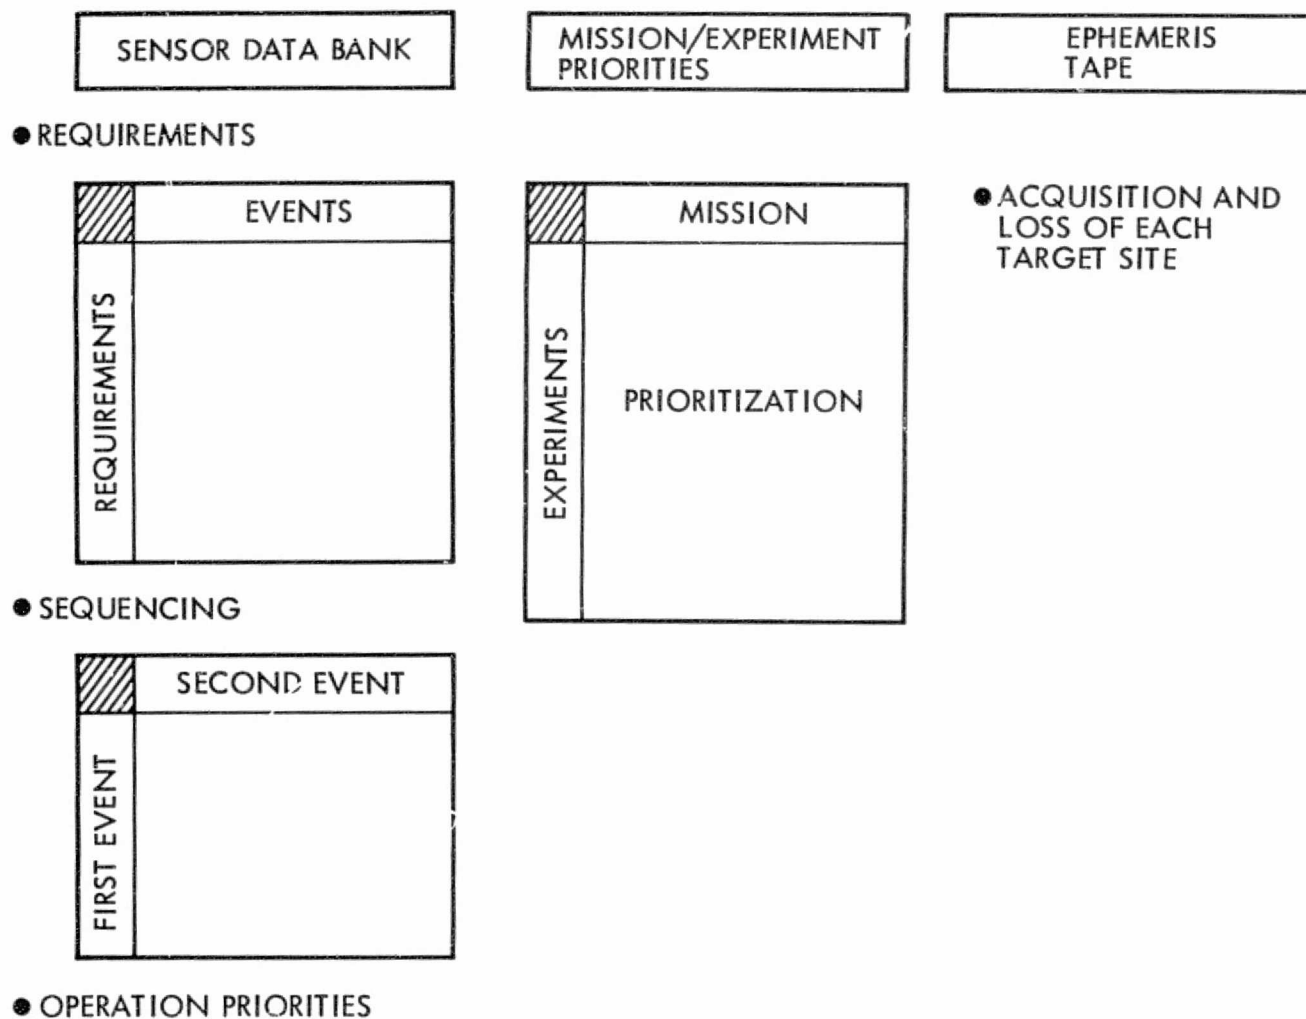 SENSOR DATA BANK
MISSION/EXPERIMENT
PRIORITIES
EPHEMERIS
TAPE
● REQUIREMENTS
EVENTS
REQUIREMENTS
MISSION
EXPERIMENTS
PRIORITIZATION
● ACQUISITION AND
LOSS OF EACH
TARGET SITE
● SEQUENCING
SECOND EVENT
FIRST EVENT
● OPERATION PRIORITIES